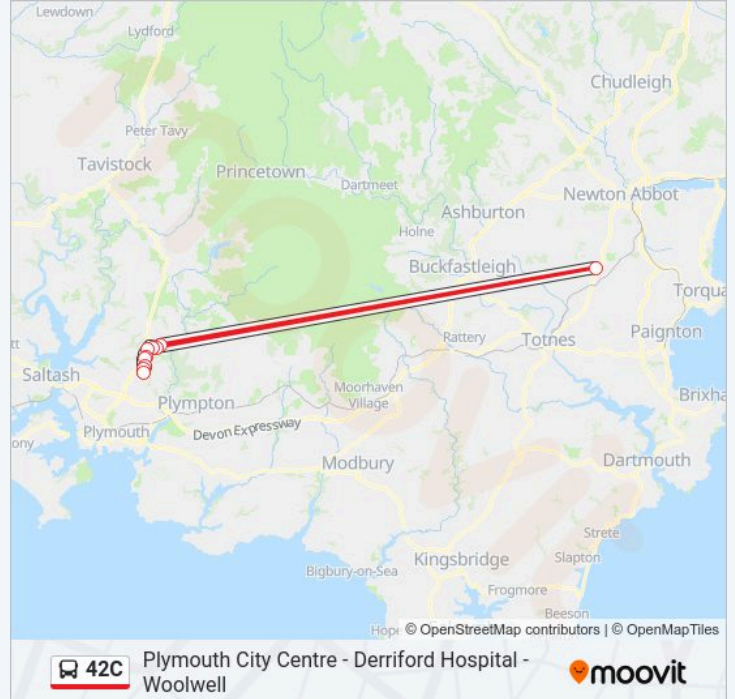 Lewdown
Lydford
Chudleigh
Peter Tavy
Tavistock
Princetown
Dartmeet
Newton Abbot
Ashburton
Holne
Buckfastleigh
Torqua
Rattery
Totnes
Paignton
tt
Saltash
Moorhaven
Village
Brixha
Plympton
ony
Plymouth
Devon Expressway
Modbury
Dartmouth
Strete
Kingsbridge
Slapton
Bigbury-on-Sea
Frogmore
Beeson
Hope
© OpenStreetMap contributors | © OpenMapTiles
42C
Plymouth City Centre - Derriford Hospital -
Woolwell
moovit